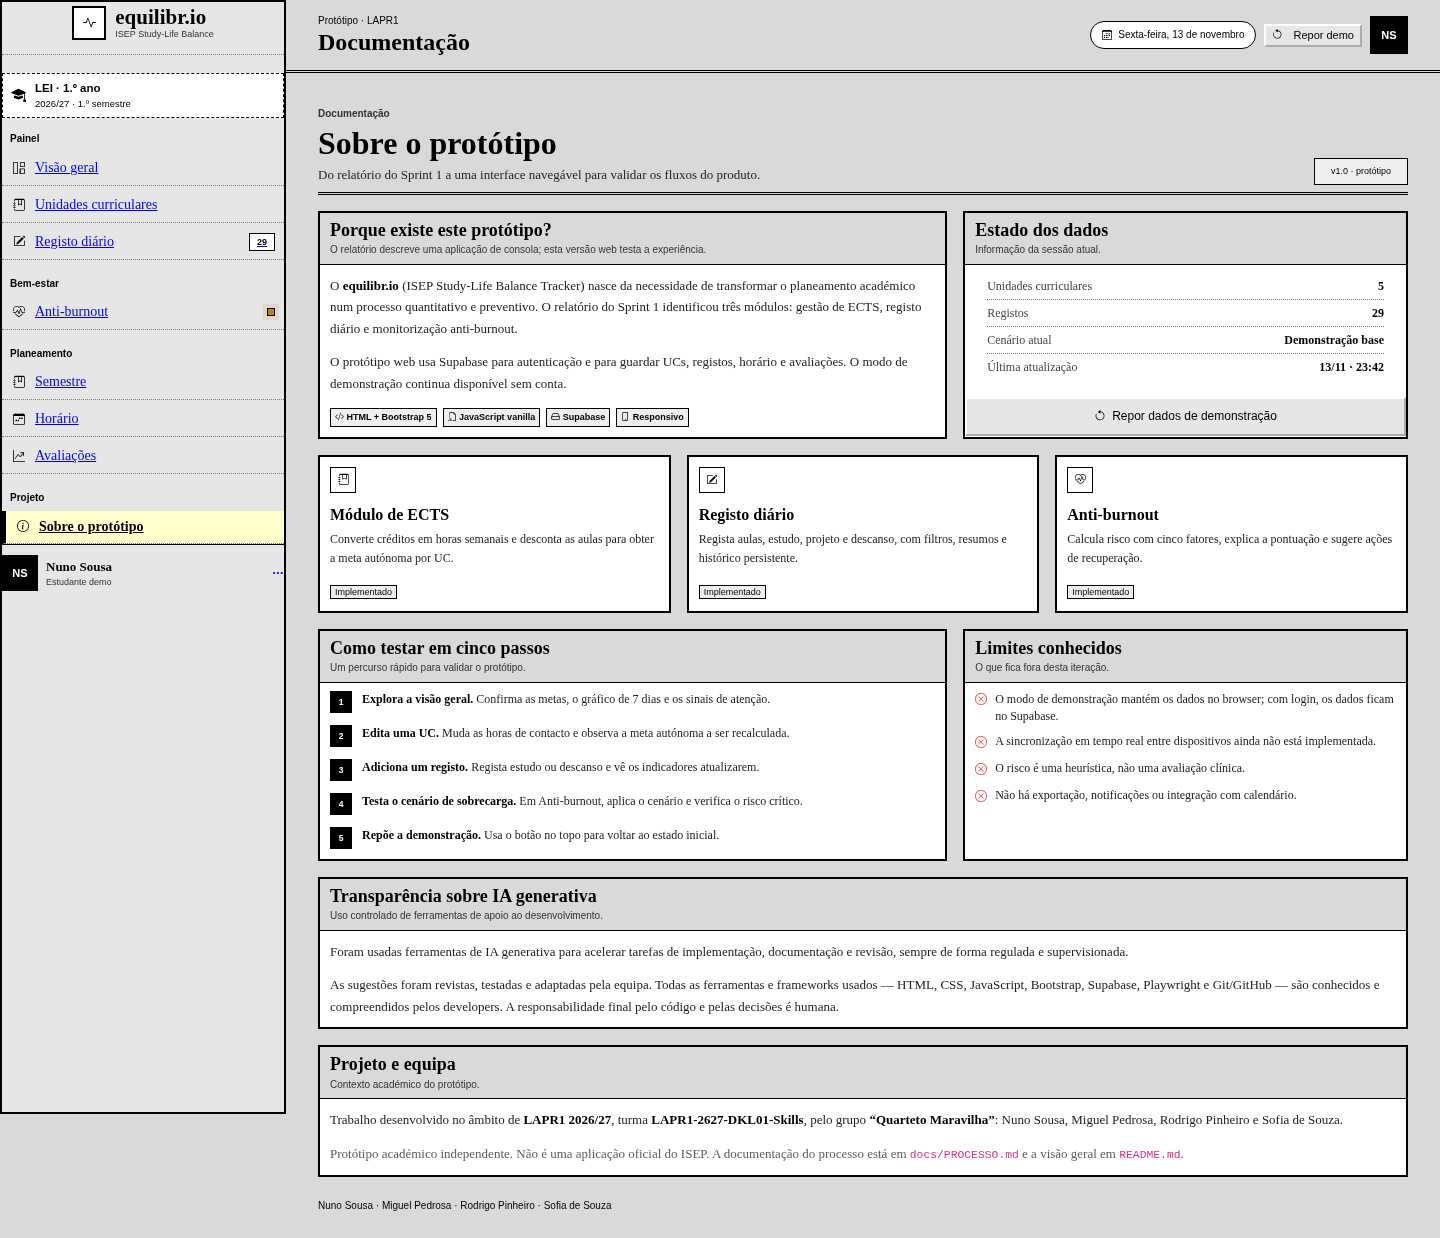 equilibr.io
ISEP Study-Life Balance
LEI · 1.º ano
2026/27 · 1.º semestre
Painel
Visão geral
Unidades curriculares
Registo diário
29
Bem-estar
Anti-burnout
Planeamento
Semestre
Horário
Avaliações
Projeto
Sobre o protótipo
NS
Nuno Sousa
Estudante demo
Protótipo · LAPR1
Documentação
Sexta-feira, 13 de novembro
Repor demo
NS
Documentação
Sobre o protótipo
Do relatório do Sprint 1 a uma interface navegável para validar os fluxos do produto.
v1.0 · protótipo
Porque existe este protótipo?
O relatório descreve uma aplicação de consola; esta versão web testa a experiência.
O equilibr.io (ISEP Study-Life Balance Tracker) nasce da necessidade de transformar o planeamento académico
num processo quantitativo e preventivo. O relatório do Sprint 1 identificou três módulos: gestão de ECTS, registo
diário e monitorização anti-burnout.
O protótipo web usa Supabase para autenticação e para guardar UCs, registos, horário e avaliações. O modo de
demonstração continua disponível sem conta.
HTML + Bootstrap 5
JavaScript vanilla
Supabase
Responsivo
Estado dos dados
Informação da sessão atual.
Unidades curriculares 5
Registos 29
Cenário atual Demonstração base
Última atualização 13/11 · 23:42
Repor dados de demonstração
Módulo de ECTS
Converte créditos em horas semanais e desconta as aulas para obter
a meta autónoma por UC.
Implementado
Registo diário
Regista aulas, estudo, projeto e descanso, com filtros, resumos e
histórico persistente.
Implementado
Anti-burnout
Calcula risco com cinco fatores, explica a pontuação e sugere ações
de recuperação.
Implementado
Como testar em cinco passos
Um percurso rápido para validar o protótipo.
1 Explora a visão geral. Confirma as metas, o gráfico de 7 dias e os sinais de atenção.
2 Edita uma UC. Muda as horas de contacto e observa a meta autónoma a ser recalculada.
3 Adiciona um registo. Regista estudo ou descanso e vê os indicadores atualizarem.
4 Testa o cenário de sobrecarga. Em Anti-burnout, aplica o cenário e verifica o risco crítico.
5 Repõe a demonstração. Usa o botão no topo para voltar ao estado inicial.
Limites conhecidos
O que fica fora desta iteração.
O modo de demonstração mantém os dados no browser; com login, os dados ficam
no Supabase.
A sincronização em tempo real entre dispositivos ainda não está implementada.
O risco é uma heurística, não uma avaliação clínica.
Não há exportação, notificações ou integração com calendário.
Transparência sobre IA generativa
Uso controlado de ferramentas de apoio ao desenvolvimento.
Foram usadas ferramentas de IA generativa para acelerar tarefas de implementação, documentação e revisão, sempre de forma regulada e supervisionada.
As sugestões foram revistas, testadas e adaptadas pela equipa. Todas as ferramentas e frameworks usados — HTML, CSS, JavaScript, Bootstrap, Supabase, Playwright e Git/GitHub — são conhecidos e
compreendidos pelos developers. A responsabilidade final pelo código e pelas decisões é humana.
Projeto e equipa
Contexto académico do protótipo.
Trabalho desenvolvido no âmbito de LAPR1 2026/27, turma LAPR1-2627-DKL01-Skills, pelo grupo “Quarteto Maravilha”: Nuno Sousa, Miguel Pedrosa, Rodrigo Pinheiro e Sofia de Souza.
Protótipo académico independente. Não é uma aplicação oficial do ISEP. A documentação do processo está em docs/PROCESSO.md e a visão geral em README.md.
Nuno Sousa · Miguel Pedrosa · Rodrigo Pinheiro · Sofia de Souza